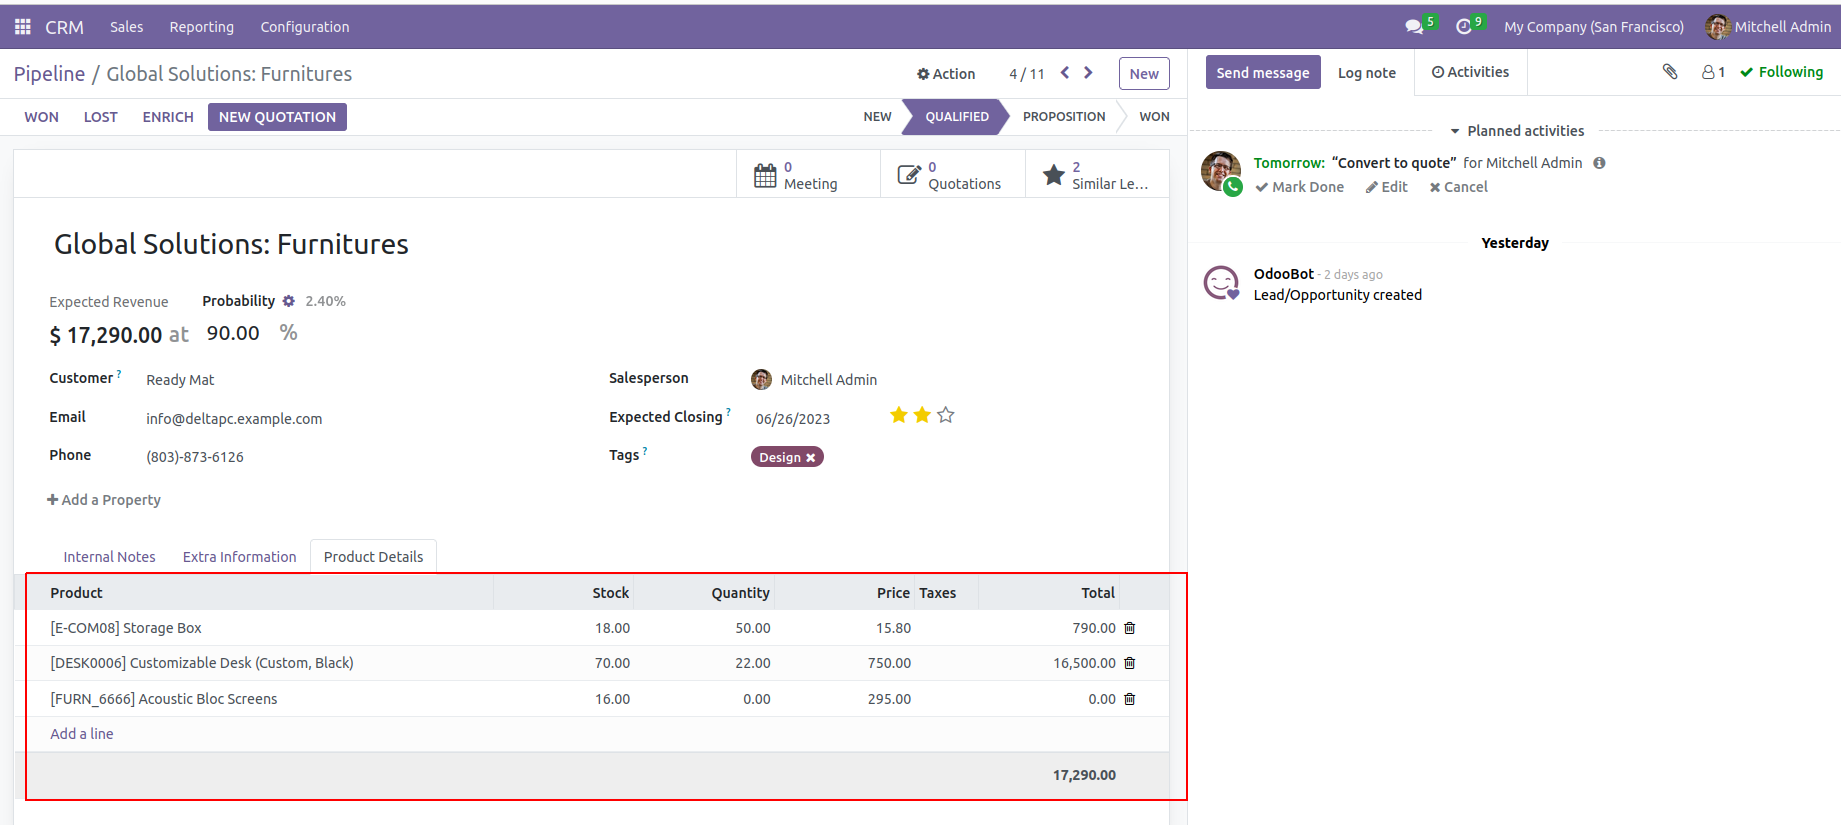 CRM Sales Reporting Configuration 5 9 My Company (San Francisco) Mitchell Admin
Pipeline / Global Solutions: Furnitures Action 4 / 11 New
WON LOST ENRICH NEW QUOTATION NEW QUALIFIED PROPOSITION WON
0 Meeting
0 Quotations
2 Similar Le...
Global Solutions: Furnitures
Expected Revenue Probability 2.40%
$ 17,290.00 at 90.00 %
Customer ? Ready Mat Salesperson Mitchell Admin
Email info@deltapc.example.com Expected Closing ? 06/26/2023
Phone (803)-873-6126 Tags ? Design
Add a Property
Internal Notes Extra Information Product Details
Product Stock Quantity Price Taxes Total
[E-COM08] Storage Box 18.00 50.00 15.80 790.00
[DESK0006] Customizable Desk (Custom, Black) 70.00 22.00 750.00 16,500.00
[FURN_6666] Acoustic Bloc Screens 16.00 0.00 295.00 0.00
Add a line
17,290.00
Send message Log note Activities 1 Following
Planned activities
Tomorrow: “Convert to quote” for Mitchell Admin
Mark Done Edit Cancel
Yesterday
OdooBot - 2 days ago
Lead/Opportunity created